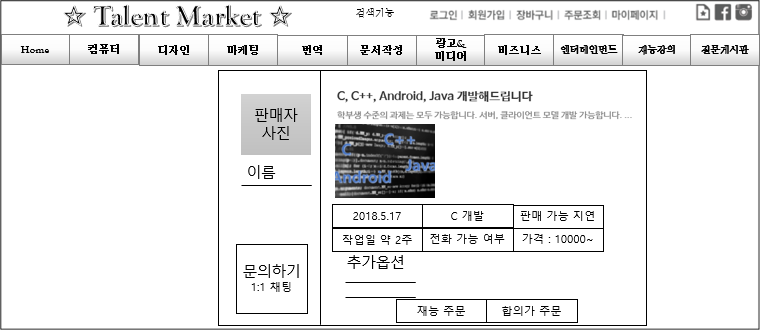 ☆ Talent Market ☆
검색기능
로그인 | 회원가입 | 장바구니 | 주문조회 | 마이페이지 |
Home
컴퓨터
디자인
마케팅
번역
문서작성
광고&
미디어
비즈니스
엔터테인먼트
재능강의
질문게시판
판매자
사진
이름
문의하기
1:1 채팅
C, C++, Android, Java 개발해드립니다
학부생 수준의 과제는 모두 가능합니다. 서버, 클라이언트 모델 개발 가능합니다. ...
C++
C
Java
Android
2018.5.17
C 개발
판매 가능 지연
작업일 약 2주
전화 가능 여부
가격 : 10000~
추가옵션
재능 주문
합의가 주문